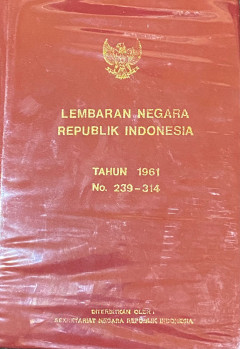 LEMBARAN NEGARA
REPUBLIK INDONESIA
TAHUN 1961
No. 239-314
DITERBITKAN OLEH :
SEKRETARIAT NEGARA REPUBLIK INDONESIA